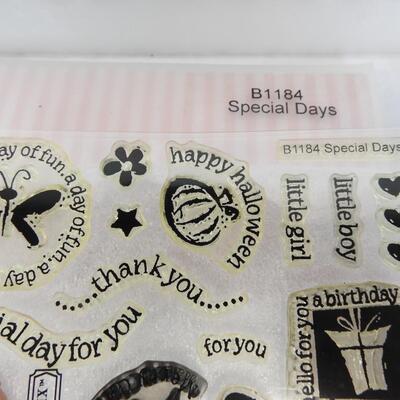 B1184
Special Days
B1184 Special Days
day of fun, a day of fun, a day
happy halloween
little girl
little boy
thank you
special day for you
for you
a birthday
hello for you
X